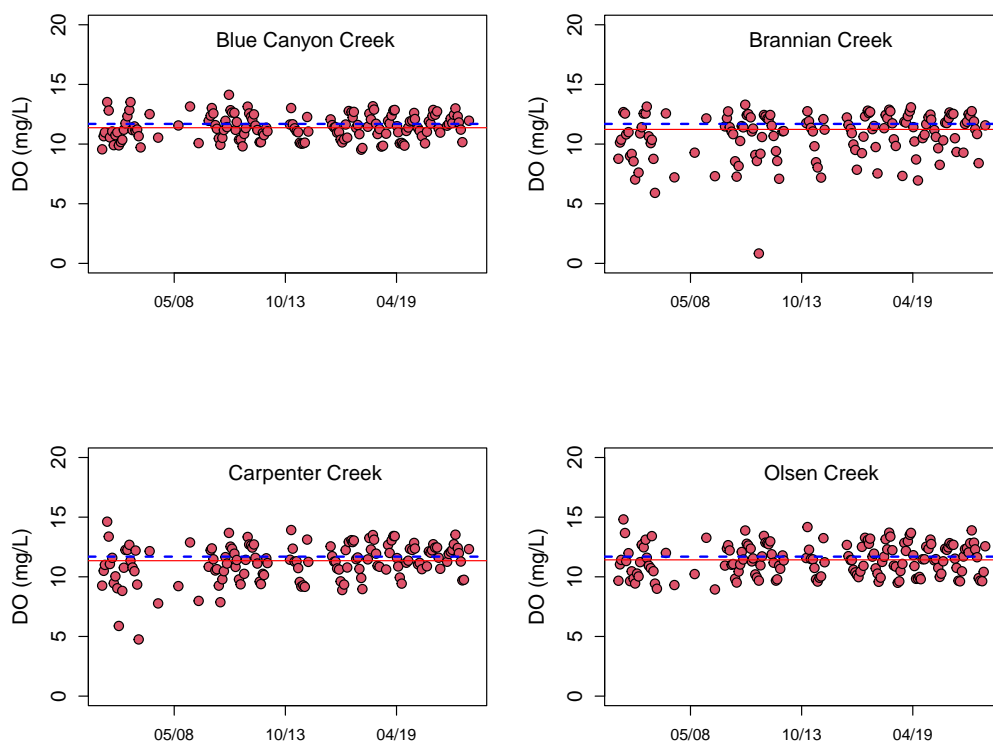 Blue Canyon Creek
DO (mg/L)
20
15
10
5
0
05/08 10/13 04/19
Brannian Creek
DO (mg/L)
20
15
10
5
0
05/08 10/13 04/19
Carpenter Creek
DO (mg/L)
20
15
10
5
0
05/08 10/13 04/19
Olsen Creek
DO (mg/L)
20
15
10
5
0
05/08 10/13 04/19